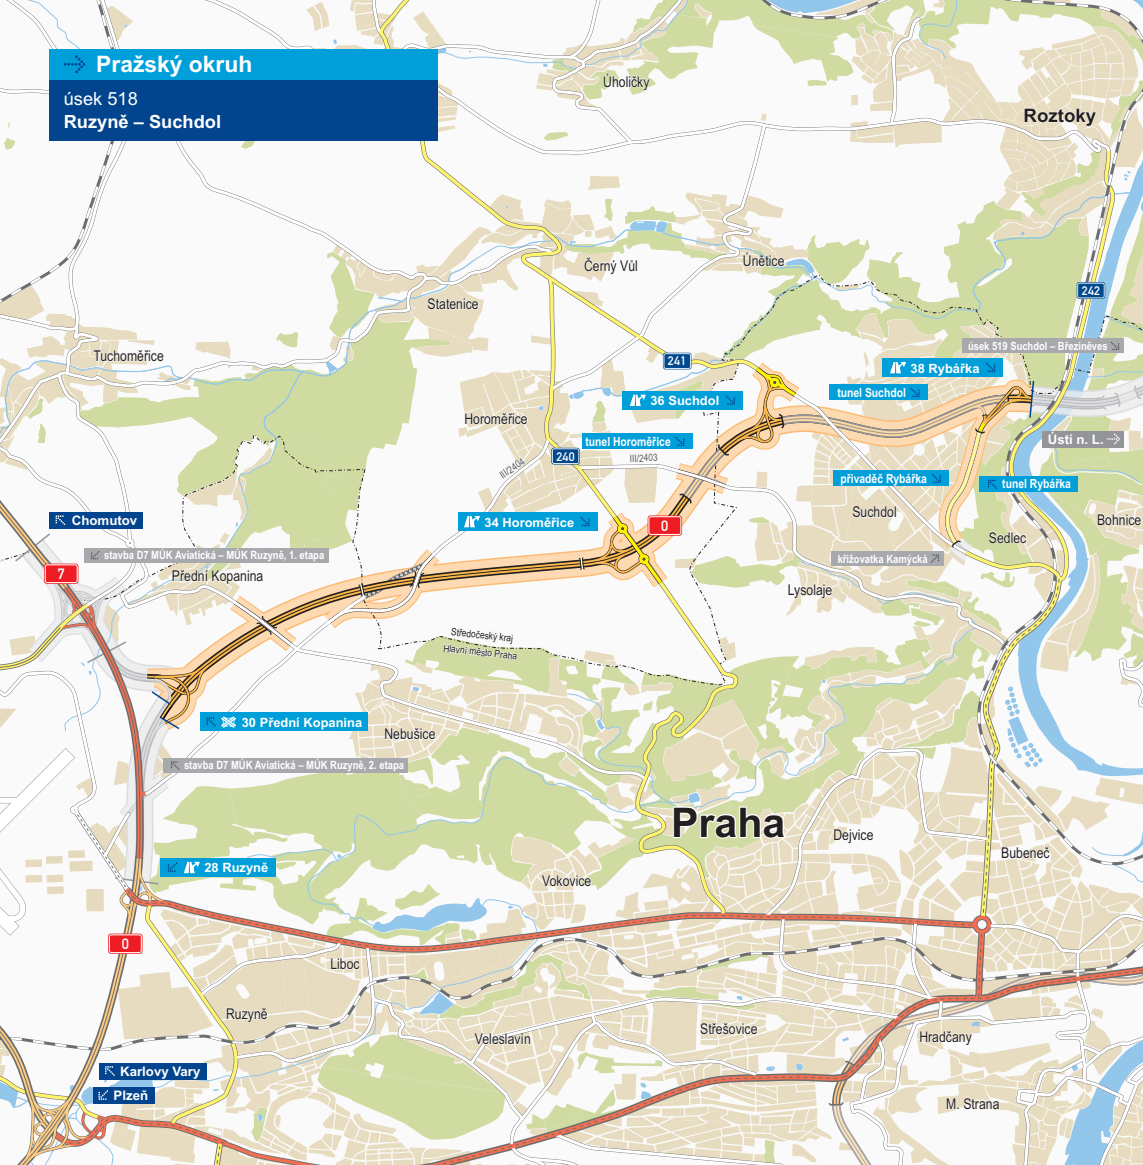 Pražský okruh
úsek 518
Ruzyně – Suchdol
Úholičky
Roztoky
Černý Vůl
Únětice
242
Statenice
úsek 519 Suchdol – Březiněves
Tuchoměřice
241
38 Rybářka
tunel Suchdol
36 Suchdol
Horoměřice
tunel Horoměřice
Ústí n. L.
240
III/2403
III/2404
přivaděč Rybářka
tunel Rybářka
Suchdol
Chomutov
34 Horoměřice
0
Bohnice
Sedlec
stavba D7 MÚK Aviatická – MÚK Ruzyně, 1. etapa
křižovatka Kamýcká
7
Přední Kopanina
Lysolaje
Středočeský kraj
Hlavní město Praha
30 Přední Kopanina
Nebušice
stavba D7 MÚK Aviatická – MÚK Ruzyně, 2. etapa
Praha
Dejvice
Bubeneč
28 Ruzyně
Vokovice
0
Liboc
Ruzyně
Veleslavín
Střešovice
Hradčany
Karlovy Vary
Plzeň
M. Strana